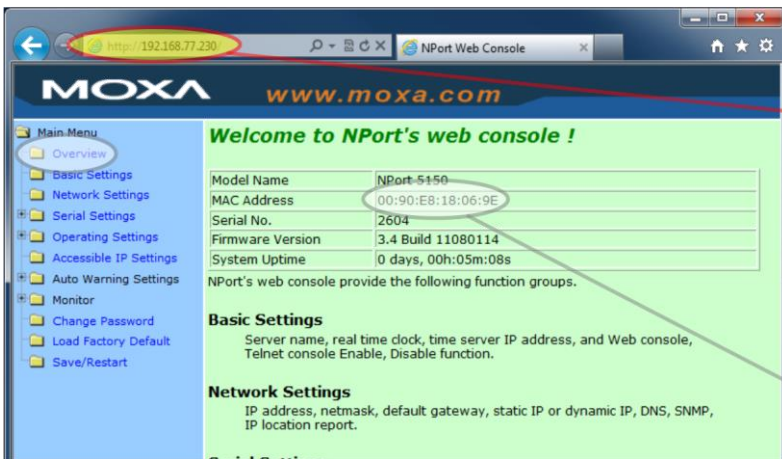 http://192.168.77.230/
NPort Web Console
MOXA www.moxa.com
Main Menu
Overview
Basic Settings
Network Settings
Serial Settings
Operating Settings
Accessible IP Settings
Auto Warning Settings
Monitor
Change Password
Load Factory Default
Save/Restart
Welcome to NPort's web console !
Model Name NPort 5150
MAC Address 00:90:E8:18:06:9E
Serial No. 2604
Firmware Version 3.4 Build 11080114
System Uptime 0 days, 00h:05m:08s
NPort's web console provide the following function groups.
Basic Settings
Server name, real time clock, time server IP address, and Web console,
Telnet console Enable, Disable function.
Network Settings
IP address, netmask, default gateway, static IP or dynamic IP, DNS, SNMP,
IP location report.